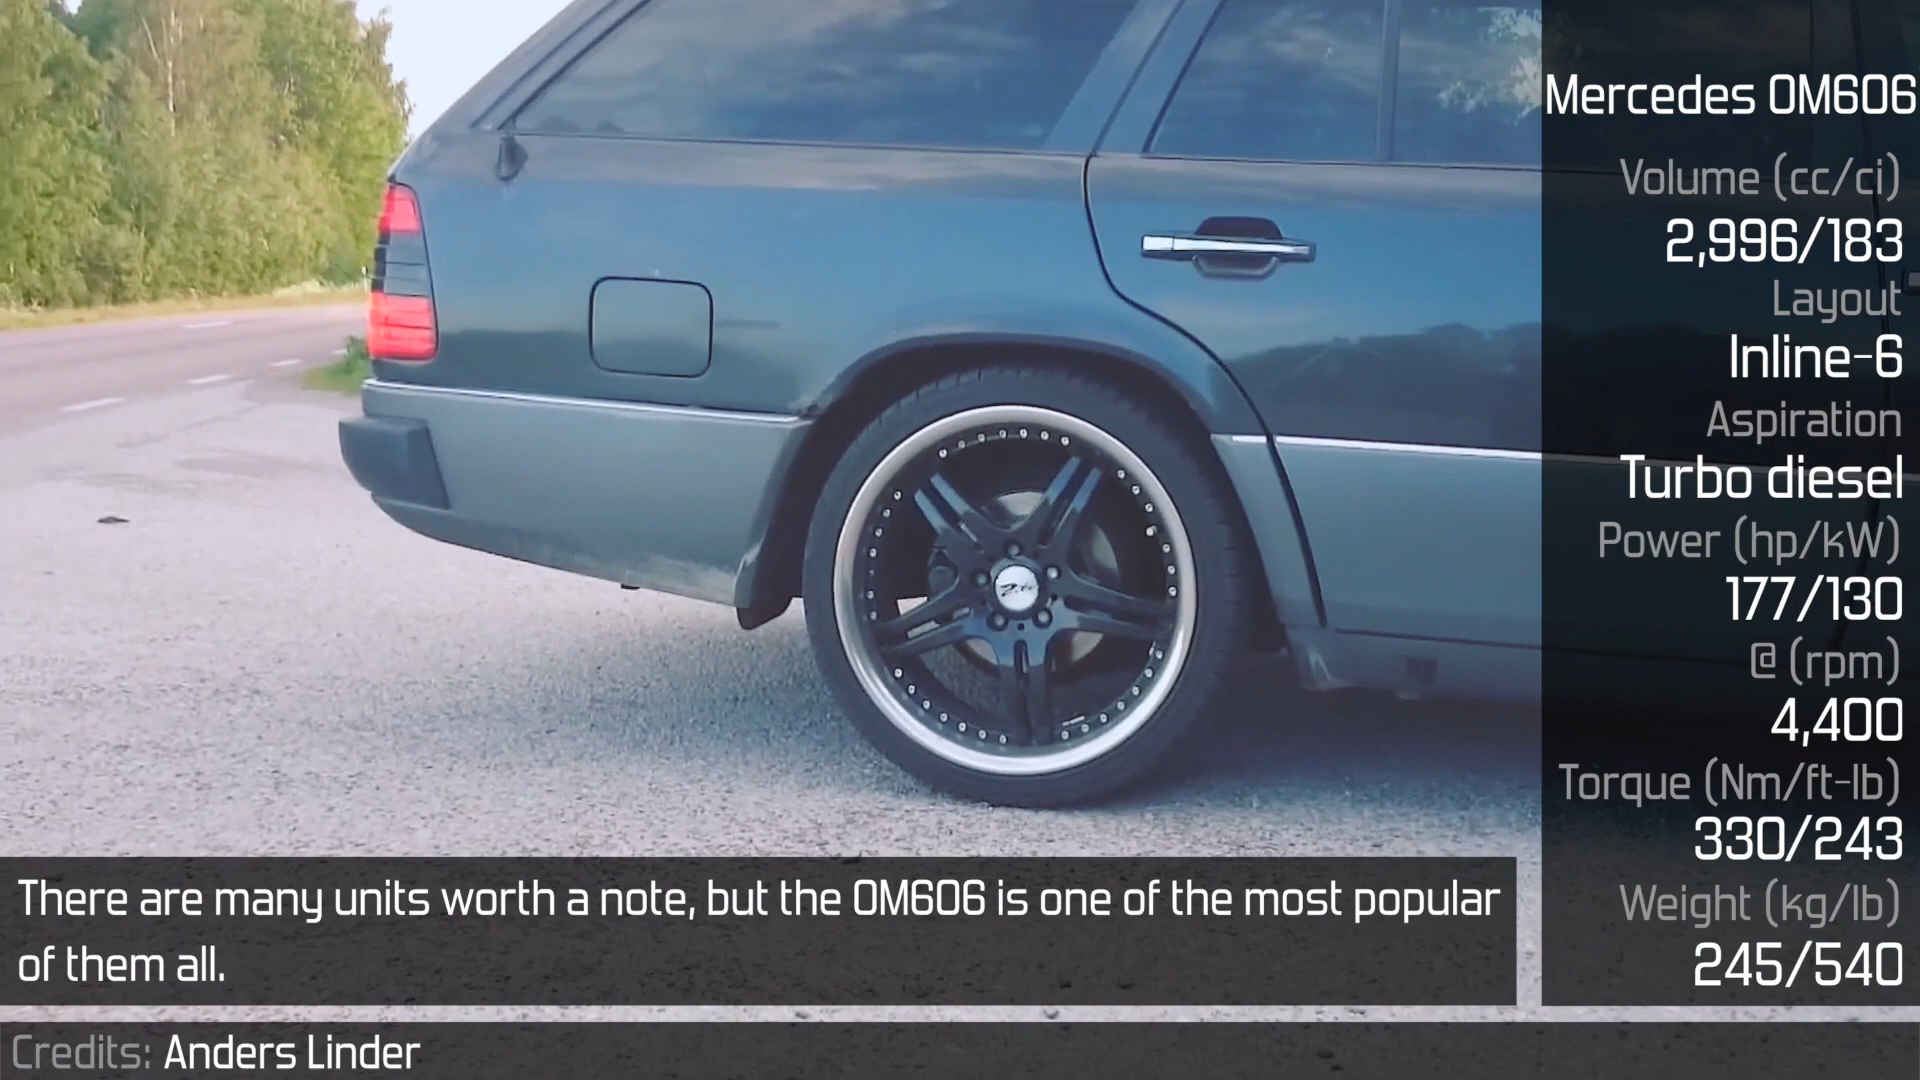 Mercedes OM606
Volume (cc/ci)
2,996/183
Layout
Inline-6
Aspiration
Turbo diesel
Power (hp/kW)
177/130
@ (rpm)
4,400
Torque (Nm/ft-lb)
330/243
Weight (kg/lb)
245/540
There are many units worth a note, but the OM606 is one of the most popular
of them all.
Credits: Anders Linder